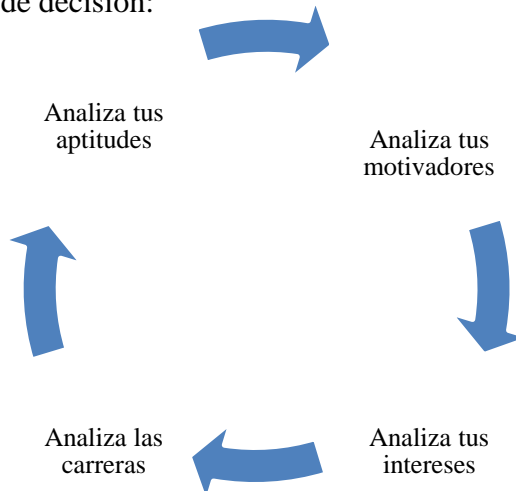 de decisión:
Analiza tus
aptitudes
Analiza tus
motivadores
Analiza las
carreras
Analiza tus
intereses